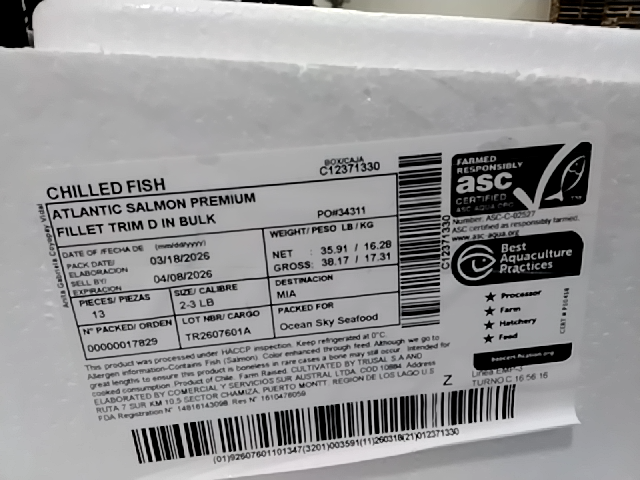 BOX/CAJA
C12371330
CHILLED FISH
ATLANTIC SALMON PREMIUM
FILLET TRIM D IN BULK
PO#34311
DATE OF /FECHA DE (mm/dd/yyyy)
PACK DATE/
ELABORACION 03/18/2026
SELL BY/
EXPIRACION 04/08/2026
WEIGHT/ PESO LB / KG
NET : 35.91 / 16.28
GROSS: 38.17 / 17.31
PIECES/ PIEZAS
13
SIZE/ CALIBRE
2-3 LB
DESTINACION
MIA
N° PACKED/ ORDEN
00000017829
LOT NBR/ CARGO
TR2607601A
PACKED FOR
Ocean Sky Seafood
This product was processed under HACCP inspection. Keep refrigerated at 0°C.
Allergen information-Contains Fish (Salmon). Color enhanced through feed. Although we go to
great lengths to ensure this product is boneless in rare cases a bone may still occur intended for
cooked consumption. Product of Chile. Farm Raised. CULTIVATED BY TRUSAL S.A AND
ELABORATED BY COMERCIAL Y SERVICIOS SUR AUSTRAL LTDA, COD 10884. Address
RUTA 7 SUR KM 10.5 SECTOR CHAMIZA, PUERTO MONTT. REGION DE LOS LAGO U S
FDA Registration N° 14816143098 Res N° 1610476059
(01)92607601101347(3201)003591(11)260318(21)012371330
C12371330
FARMED
RESPONSIBLY
asc
CERTIFIED
ASC-AQUA.ORG
Number: ASC-C-02527
ASC certified as responsibly farmed.
www.asc-aqua.org
Best
Aquaculture
Practices
★ Processor
★ Farm
★ Hatchery
★ Feed
bapcertification.org
Z
TURNO C 16 56 16